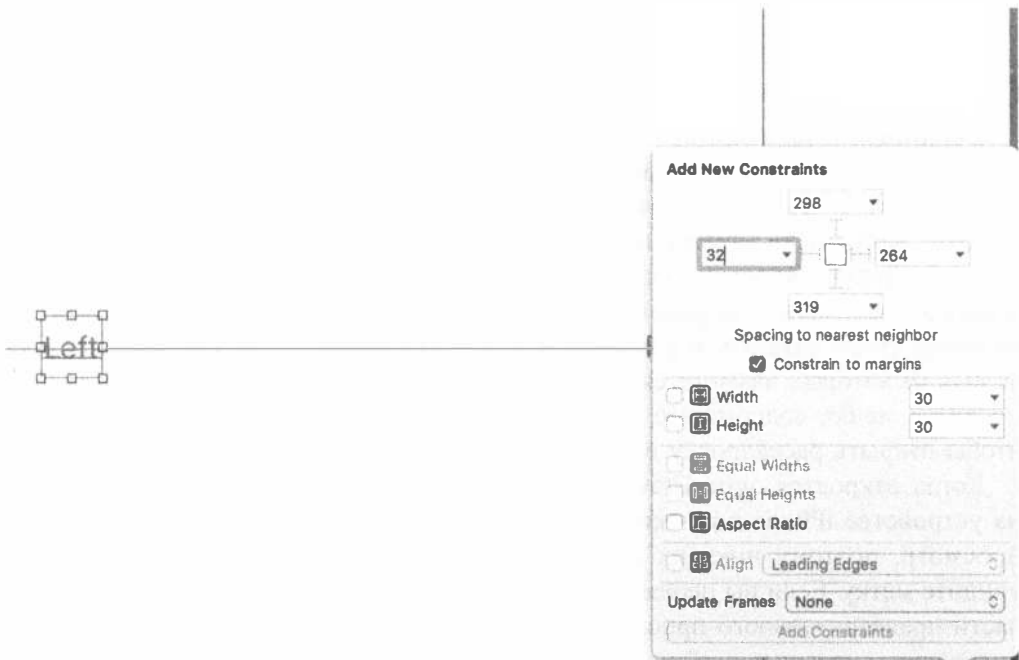 Left
Add New Constraints
298
32
264
319
Spacing to nearest neighbor
Constrain to margins
Width 30
Height 30
Equal Widths
Equal Heights
Aspect Ratio
Align Leading Edges
Update Frames None
Add Constraints